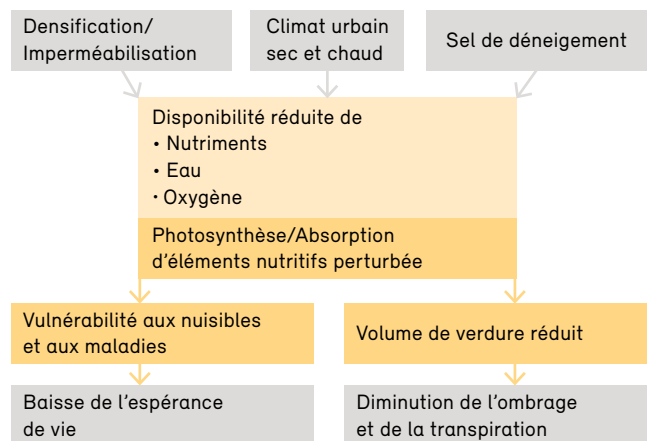 Densification/
Imperméabilisation
Climat urbain
sec et chaud
Sel de déneigement
Disponibilité réduite de
• Nutriments
• Eau
• Oxygène
Photosynthèse/Absorption
d'éléments nutritifs perturbée
Vulnérabilité aux nuisibles
et aux maladies
Volume de verdure réduit
Baisse de l'espérance
de vie
Diminution de l'ombrage
et de la transpiration